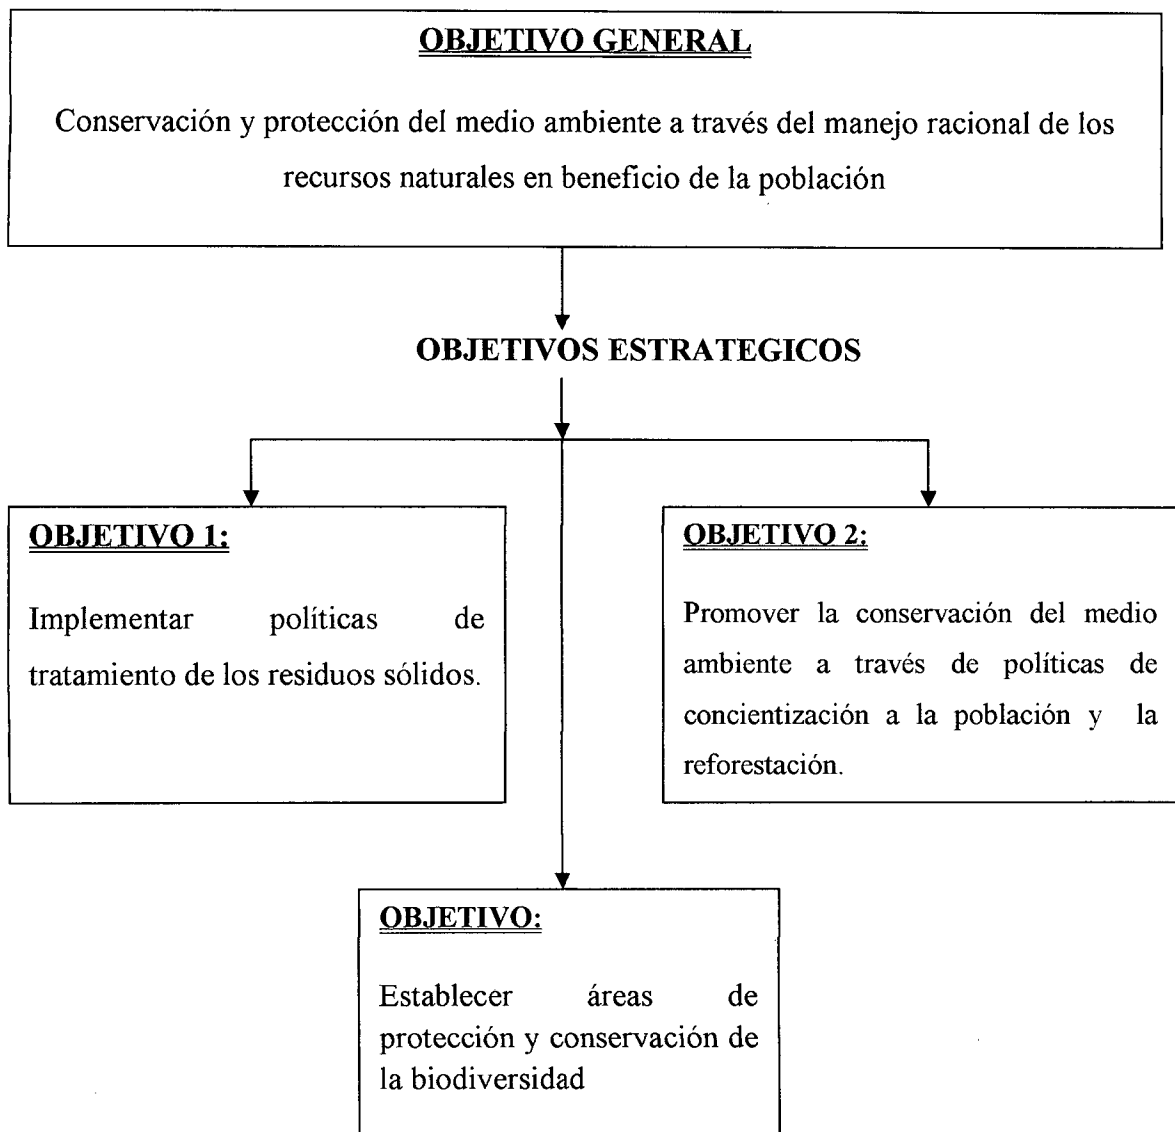 OBJETIVO GENERAL
Conservación y protección del medio ambiente a través del manejo racional de los
recursos naturales en beneficio de la población
OBJETIVOS ESTRATEGICOS
OBJETIVO 1:
Implementar políticas de
tratamiento de los residuos sólidos.
OBJETIVO 2:
Promover la conservación del medio
ambiente a través de políticas de
concientización a la población y la
reforestación.
OBJETIVO:
Establecer áreas de
protección y conservación de
la biodiversidad